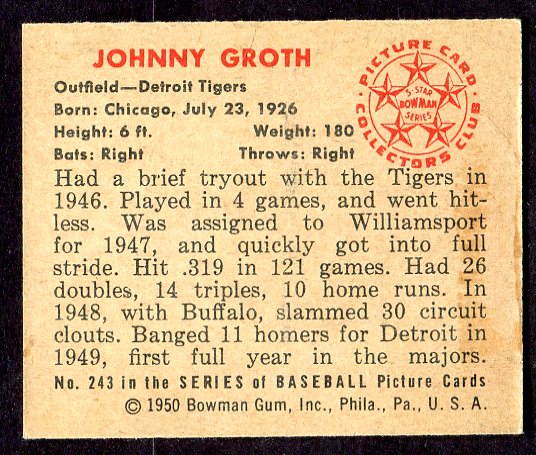 JOHNNY GROTH
Outfield—Detroit Tigers
Born: Chicago, July 23, 1926
Height: 6 ft. Weight: 180
Bats: Right Throws: Right
PICTURE CARD
COLLECTORS CLUB
5-STAR
BOWMAN
SERIES
Had a brief tryout with the Tigers in
1946. Played in 4 games, and went hit-
less. Was assigned to Williamsport
for 1947, and quickly got into full
stride. Hit .319 in 121 games. Had 26
doubles, 14 triples, 10 home runs. In
1948, with Buffalo, slammed 30 circuit
clouts. Banged 11 homers for Detroit in
1949, first full year in the majors.
No. 243 in the SERIES of BASEBALL Picture Cards
© 1950 Bowman Gum, Inc., Phila., Pa., U. S. A.